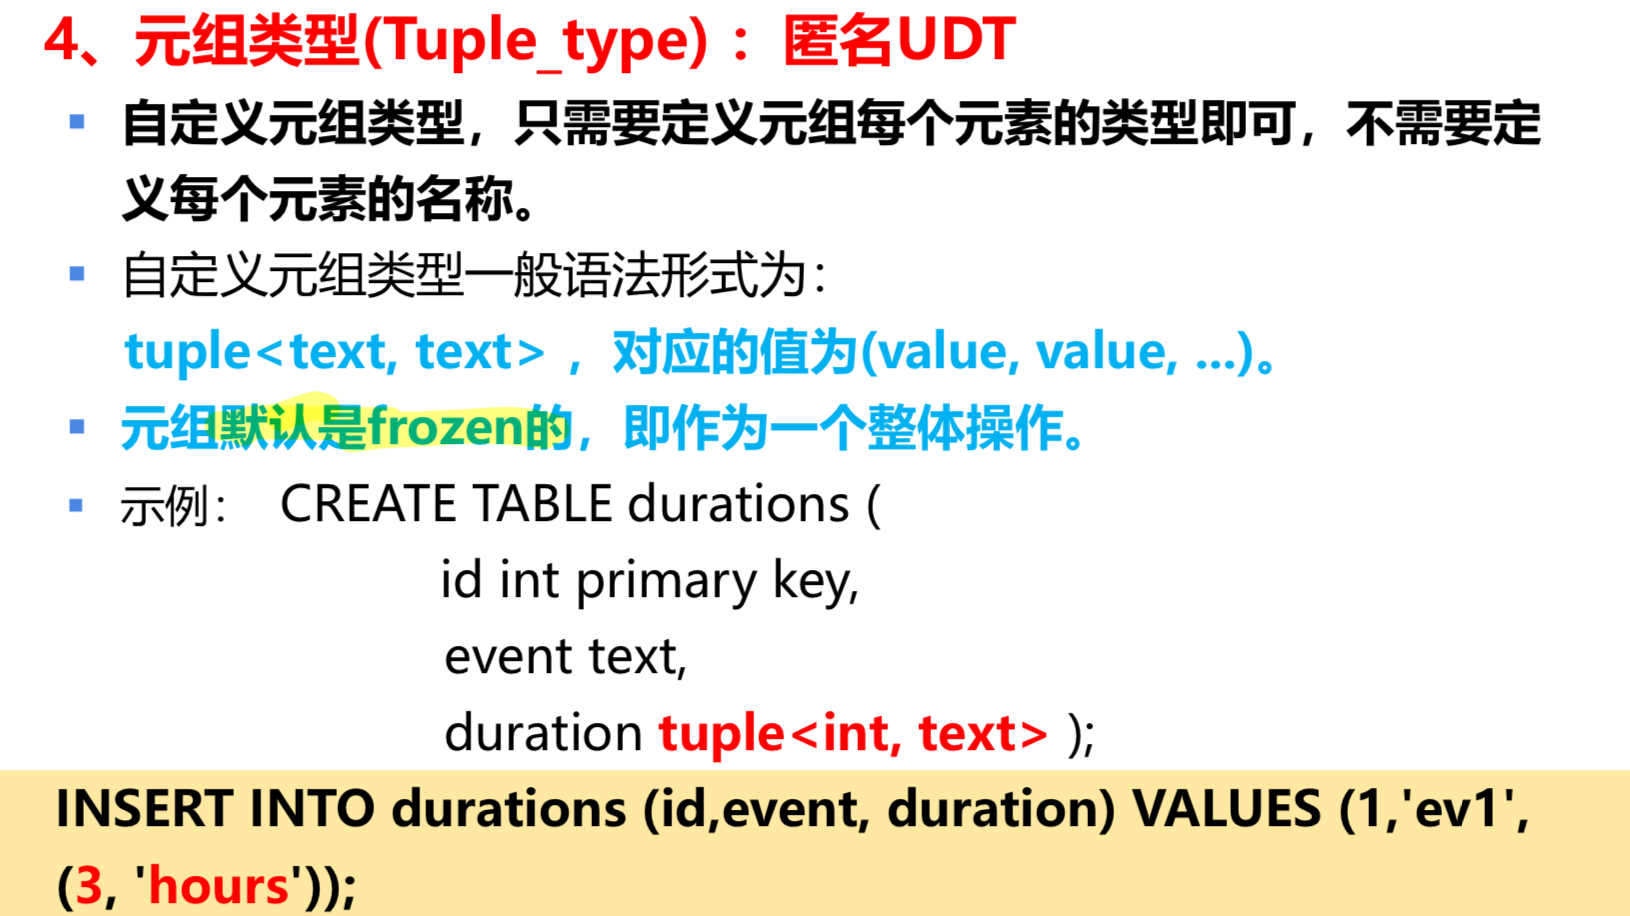 4、元组类型(Tuple_type) ：匿名UDT
自定义元组类型，只需要定义元组每个元素的类型即可，不需要定
义每个元素的名称。
自定义元组类型一般语法形式为：
tuple<text, text> ，对应的值为(value, value, ...)。
元组默认是frozen的，即作为一个整体操作。
示例： CREATE TABLE durations (
id int primary key,
event text,
duration tuple<int, text> );
INSERT INTO durations (id,event, duration) VALUES (1,'ev1',
(3, 'hours'));